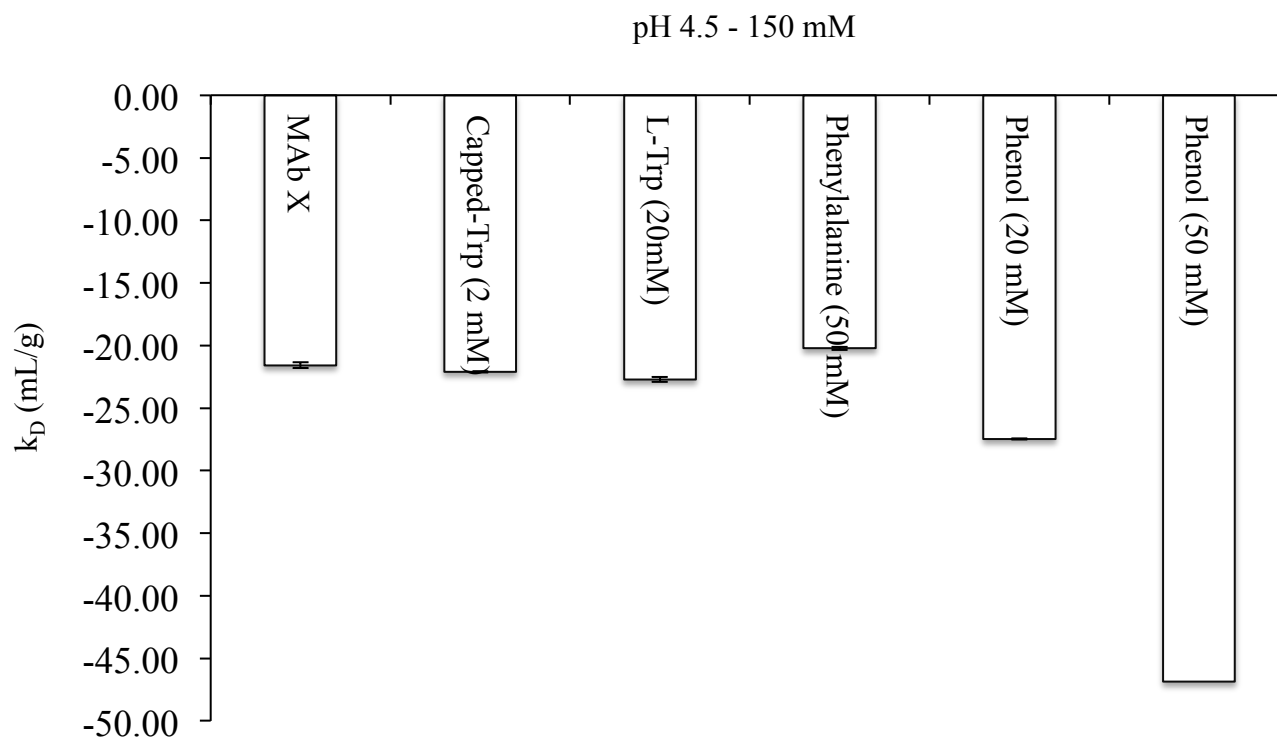 pH 4.5 - 150 mM
0.00
-5.00
-10.00
-15.00
-20.00
-25.00
-30.00
-35.00
-40.00
-45.00
-50.00
kD (mL/g)
MAb X
Capped-Trp (2 mM)
L-Trp (20mM)
Phenylalanine (50 mM)
Phenol (20 mM)
Phenol (50 mM)